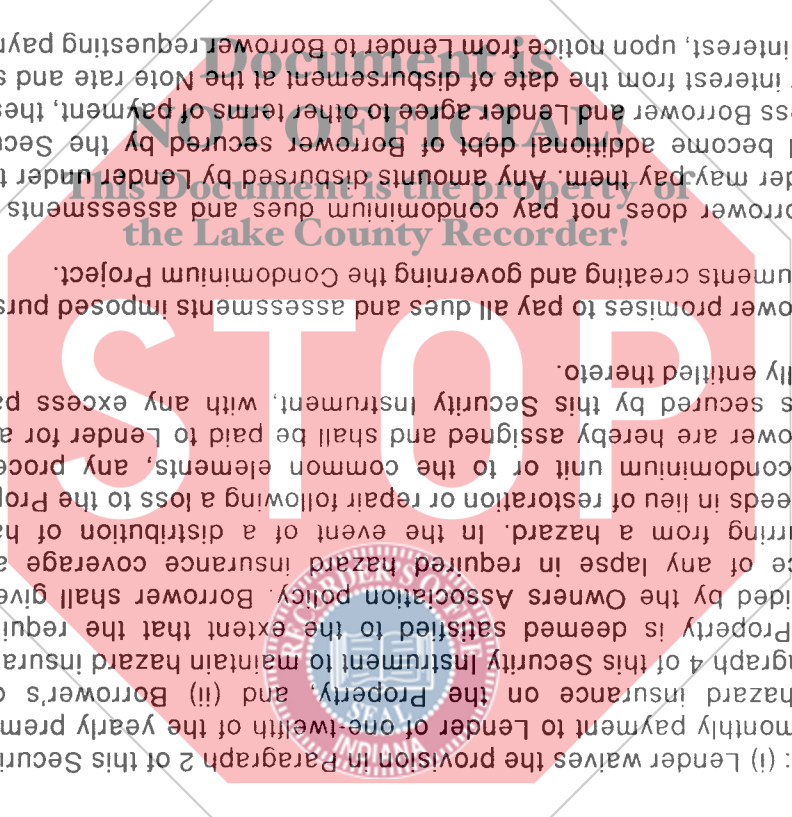 : (i) Lender waives the provision in Paragraph 2 of this Securi
monthly payment to Lender of one-twelfth of the yearly prem
hazard insurance on the Property, and (ii) Borrower's o
agraph 4 of this Security Instrument to maintain hazard insura
Property is deemed satisfied to the extent that the requi
ided by the Owners Association policy. Borrower shall give
ce of any lapse in required hazard insurance coverage a
urring from a hazard. In the event of a distribution of ha
eeds in lieu of restoration or repair following a loss to the Prop
condominium unit or to the common elements, any proce
ower are hereby assigned and shall be paid to Lender for a
s secured by this Security Instrument, with any excess pa
lly entitled thereto.
ower promises to pay all dues and assessments imposed purs
uments creating and governing the Condominium Project.
orrower does not pay condominium dues and assessments
der may pay them. Any amounts disbursed by Lender under t
l become additional debt of Borrower secured by the Secu
ess Borrower and Lender agree to other terms of payment, thes
interest from the date of disbursement at the Note rate and s
interest, upon notice from Lender to Borrower requesting paym
Document is
NOT OFFICIAL!
This Document is the property of
the Lake County Recorder!
STOP
RECORDER'S OFFICE
SEAL
INDIANA